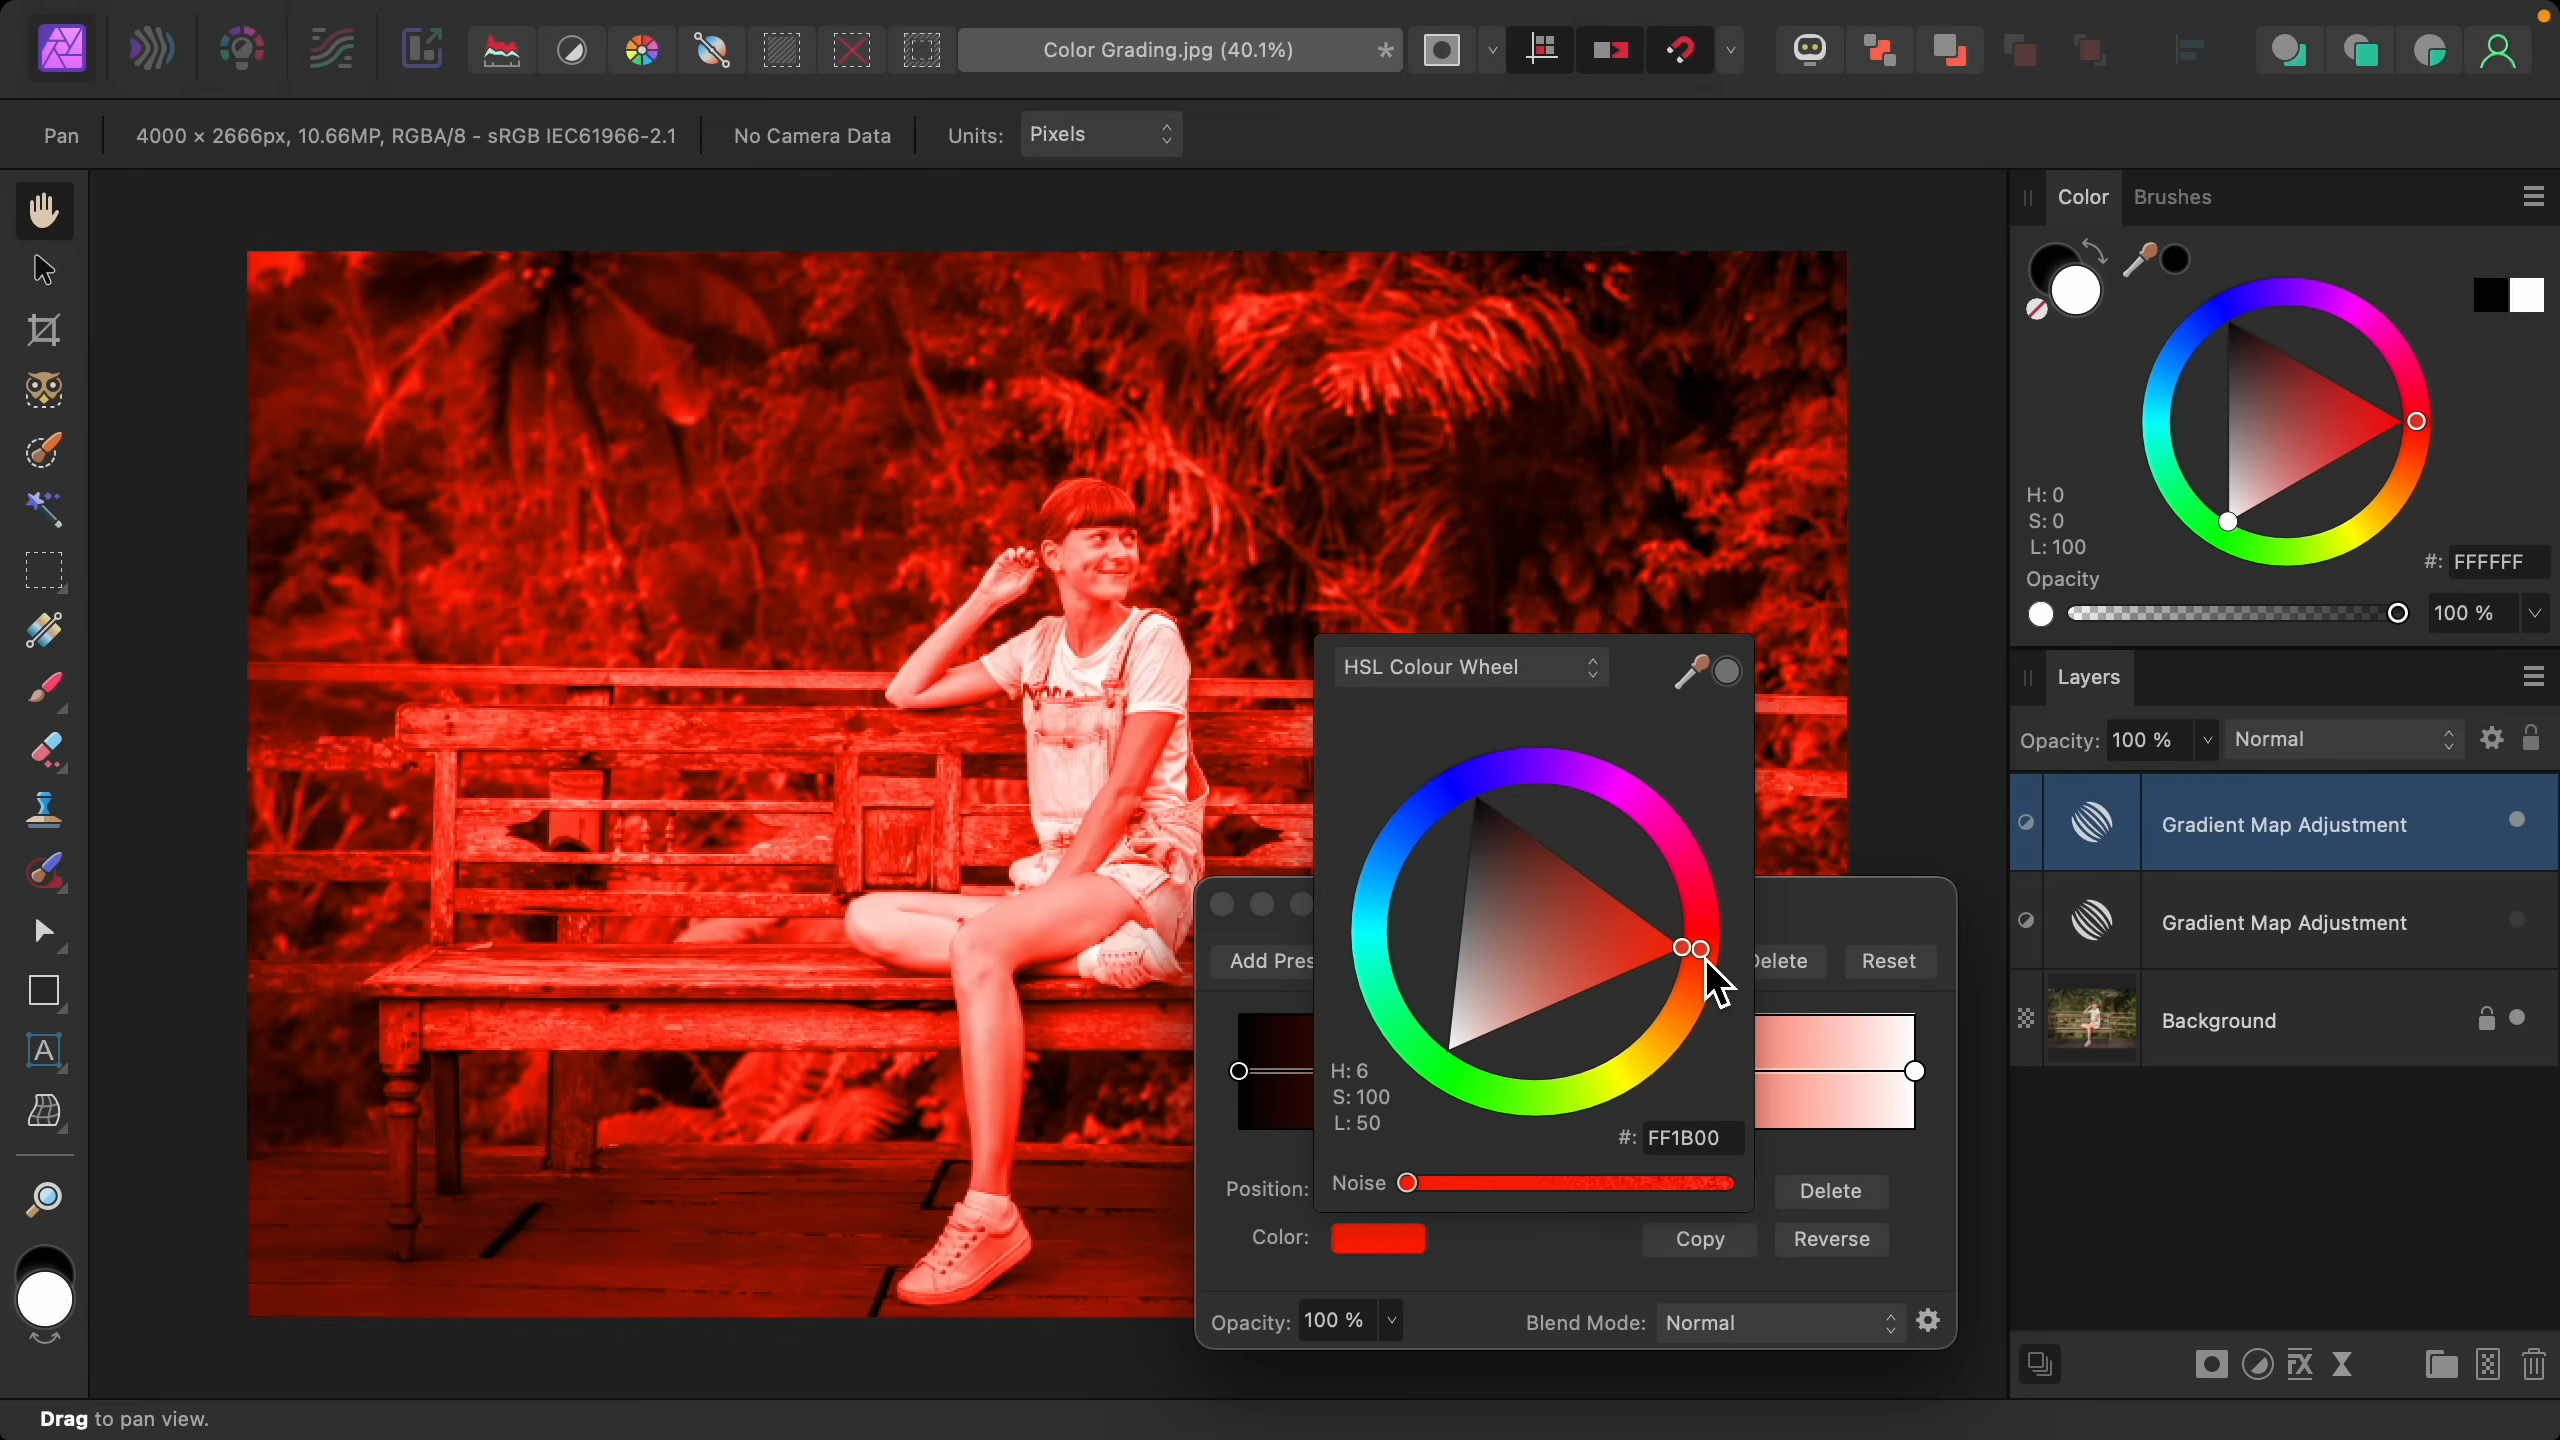 Color Grading.jpg (40.1%)
*
Pan
4000 × 2666px, 10.66MP, RGBA/8 - sRGB IEC61966-2.1
No Camera Data
Units:
Pixels
Color
Brushes
H: 0
S: 0
L: 100
#: FFFFFF
Opacity
100 %
HSL Colour Wheel
H: 6
S: 100
L: 50
#: FF1B00
Noise
Layers
Opacity: 100 %
Normal
Gradient Map Adjustment
Gradient Map Adjustment
Background
Add Pres
Delete
Reset
Position:
Delete
Color:
Copy
Reverse
Opacity: 100 %
Blend Mode: Normal
Drag to pan view.